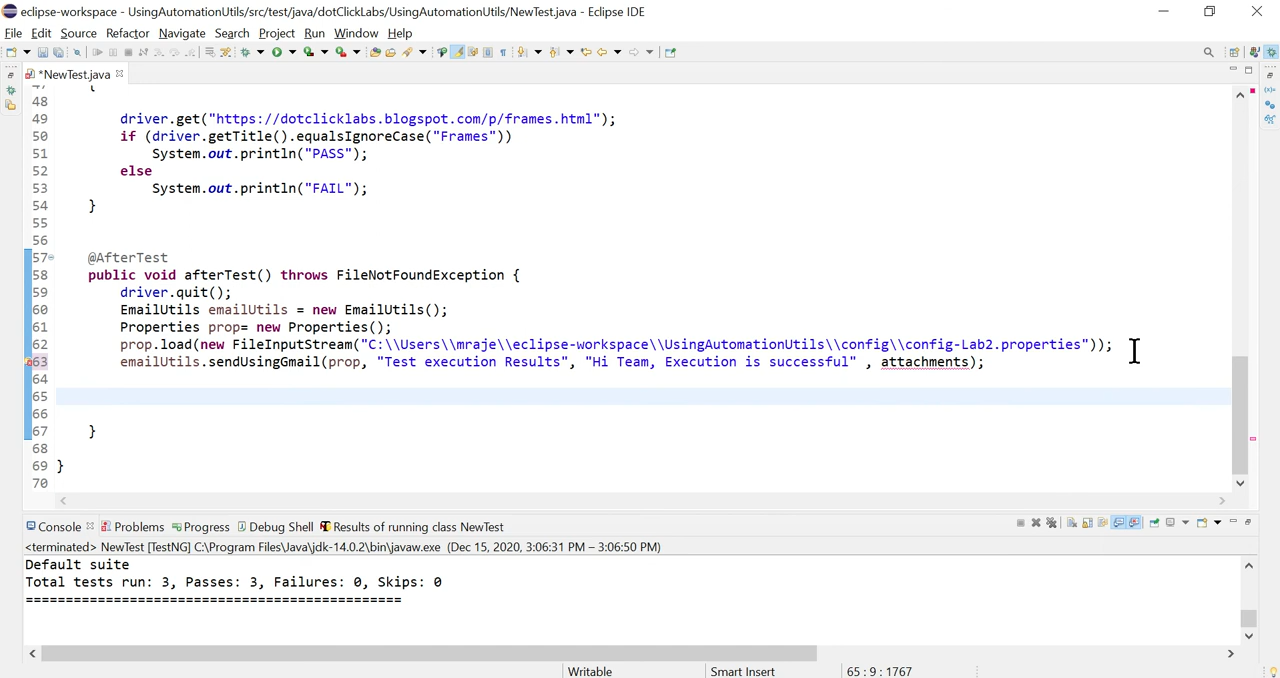 eclipse-workspace - UsingAutomationUtils/src/test/java/dotClickLabs/UsingAutomationUtils/NewTest.java - Eclipse IDE
File Edit Source Refactor Navigate Search Project Run Window Help
*NewTest.java
47 {
48
49 driver.get("https://dotclicklabs.blogspot.com/p/frames.html");
50 if (driver.getTitle().equalsIgnoreCase("Frames"))
51 System.out.println("PASS");
52 else
53 System.out.println("FAIL");
54 }
55
56
57 @AfterTest
58 public void afterTest() throws FileNotFoundException {
59 driver.quit();
60 EmailUtils emailUtils = new EmailUtils();
61 Properties prop= new Properties();
62 prop.load(new FileInputStream("C:\\Users\\mraje\\eclipse-workspace\\UsingAutomationUtils\\config\\config-Lab2.properties"));
63 emailUtils.sendUsingGmail(prop, "Test execution Results", "Hi Team, Execution is successful" , attachments);
64
65
66
67 }
68
69 }
70
Console Problems Progress Debug Shell Results of running class NewTest
<terminated> NewTest [TestNG] C:\Program Files\Java\jdk-14.0.2\bin\javaw.exe (Dec 15, 2020, 3:06:31 PM – 3:06:50 PM)
Default suite
Total tests run: 3, Passes: 3, Failures: 0, Skips: 0
===============================================
Writable Smart Insert 65 : 9 : 1767